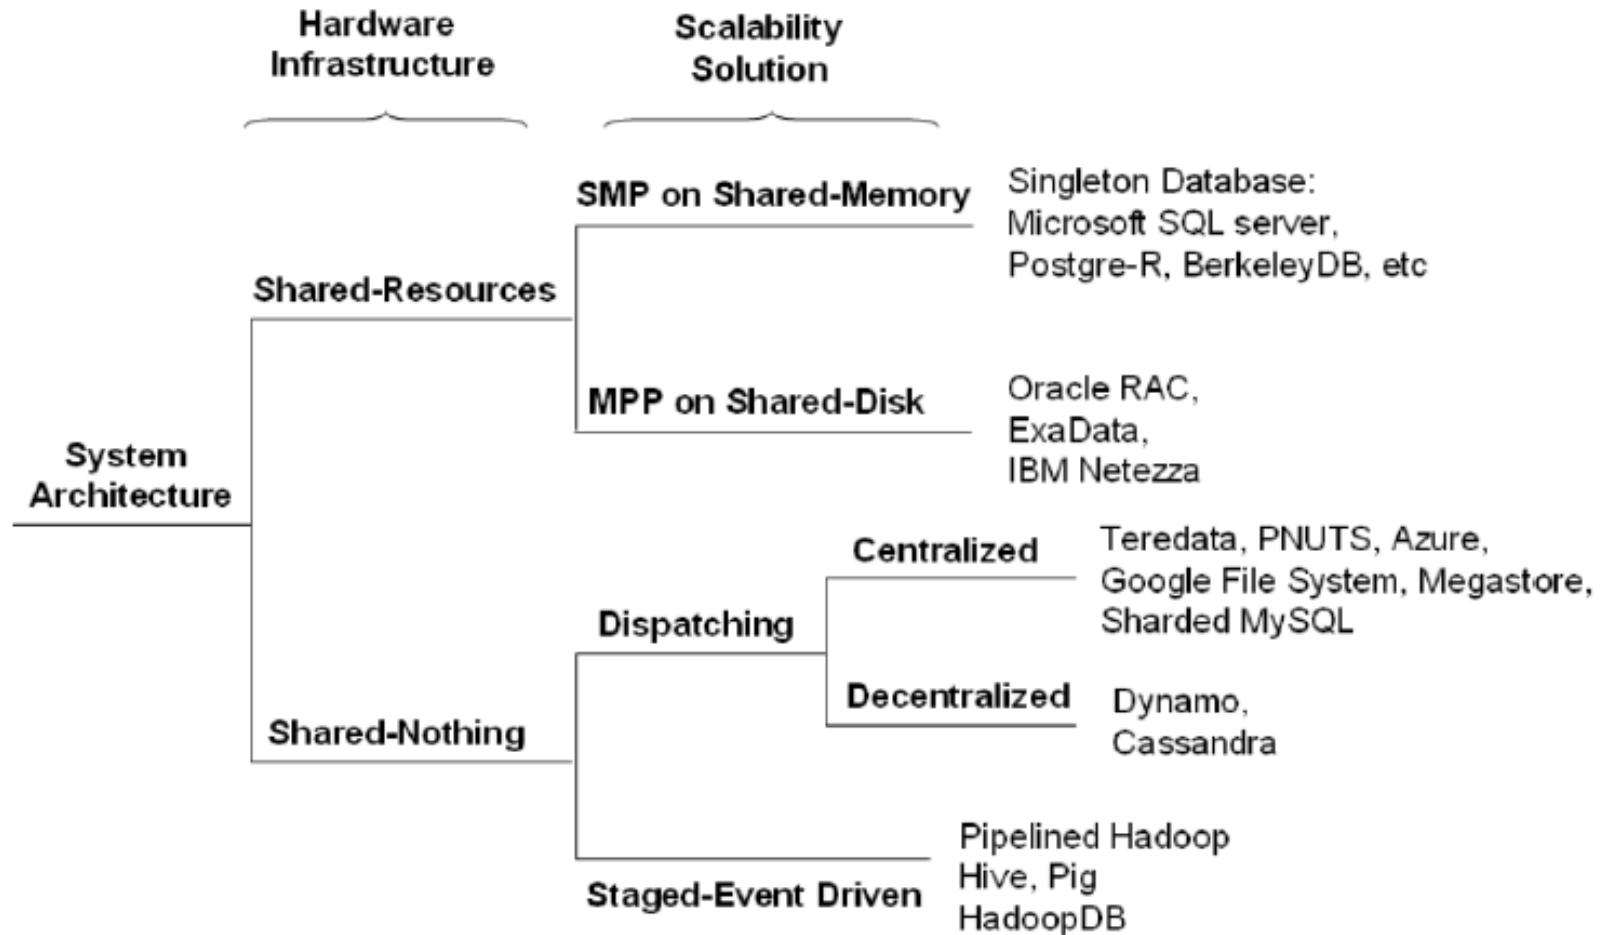 Hardware
Infrastructure
Scalability
Solution
SMP on Shared-Memory
Singleton Database:
Microsoft SQL server,
Postgre-R, BerkeleyDB, etc
Shared-Resources
MPP on Shared-Disk
Oracle RAC,
ExaData,
IBM Netezza
System
Architecture
Centralized
Teredata, PNUTS, Azure,
Google File System, Megastore,
Sharded MySQL
Dispatching
Decentralized
Dynamo,
Cassandra
Shared-Nothing
Staged-Event Driven
Pipelined Hadoop
Hive, Pig
HadoopDB